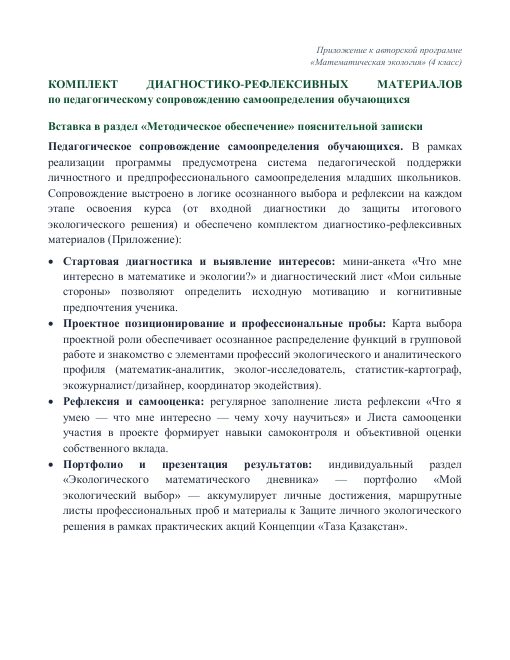 Приложение к авторской программе
«Математическая экология» (4 класс)
КОМПЛЕКТ ДИАГНОСТИКО-РЕФЛЕКСИВНЫХ МАТЕРИАЛОВ
по педагогическому сопровождению самоопределения обучающихся
Вставка в раздел «Методическое обеспечение» пояснительной записки
Педагогическое сопровождение самоопределения обучающихся. В рамках
реализации программы предусмотрена система педагогической поддержки
личностного и предпрофессионального самоопределения младших школьников.
Сопровождение выстроено в логике осознанного выбора и рефлексии на каждом
этапе освоения курса (от входной диагностики до защиты итогового
экологического решения) и обеспечено комплектом диагностико-рефлексивных
материалов (Приложение):
• Стартовая диагностика и выявление интересов: мини-анкета «Что мне
интересно в математике и экологии?» и диагностический лист «Мои сильные
стороны» позволяют определить исходную мотивацию и когнитивные
предпочтения ученика.
• Проектное позиционирование и профессиональные пробы: Карта выбора
проектной роли обеспечивает осознанное распределение функций в групповой
работе и знакомство с элементами профессий экологического и аналитического
профиля (математик-аналитик, эколог-исследователь, статистик-картограф,
экожурналист/дизайнер, координатор экодействия).
• Рефлексия и самооценка: регулярное заполнение листа рефлексии «Что я
умею — что мне интересно — чему хочу научиться» и Листа самооценки
участия в проекте формирует навыки самоконтроля и объективной оценки
собственного вклада.
• Портфолио и презентация результатов: индивидуальный раздел
«Экологического математического дневника» — портфолио «Мой
экологический выбор» — аккумулирует личные достижения, маршрутные
листы профессиональных проб и материалы к Защите личного экологического
решения в рамках практических акций Концепции «Таза Қазақстан».